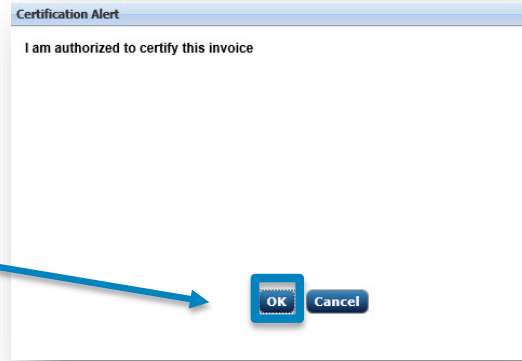 Certification Alert
I am authorized to certify this invoice
OK Cancel